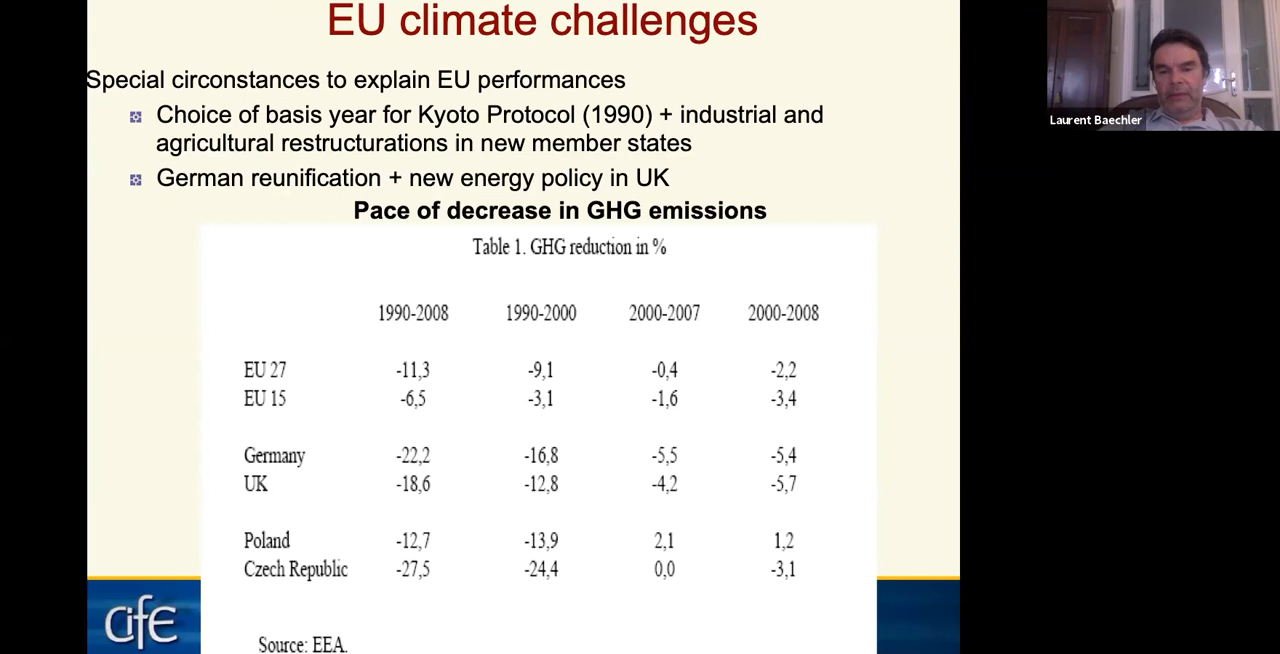 EU climate challenges
Special circonstances to explain EU performances
Choice of basis year for Kyoto Protocol (1990) + industrial and
agricultural restructurations in new member states
German reunification + new energy policy in UK
Pace of decrease in GHG emissions
Table 1. GHG reduction in %
1990-2008 1990-2000 2000-2007 2000-2008
EU 27 -11,3 -9,1 -0,4 -2,2
EU 15 -6,5 -3,1 -1,6 -3,4
Germany -22,2 -16,8 -5,5 -5,4
UK -18,6 -12,8 -4,2 -5,7
Poland -12,7 -13,9 2,1 1,2
Czech Republic -27,5 -24,4 0,0 -3,1
Source: EEA.
cifE
Laurent Baechler